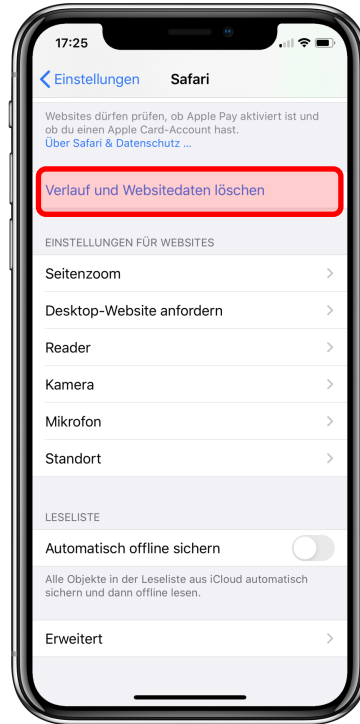 17:25
Einstellungen Safari
Websites dürfen prüfen, ob Apple Pay aktiviert ist und
ob du einen Apple Card-Account hast.
Über Safari & Datenschutz ...
Verlauf und Websitedaten löschen
EINSTELLUNGEN FÜR WEBSITES
Seitenzoom
Desktop-Website anfordern
Reader
Kamera
Mikrofon
Standort
LESELISTE
Automatisch offline sichern
Alle Objekte in der Leseliste aus iCloud automatisch
sichern und dann offline lesen.
Erweitert